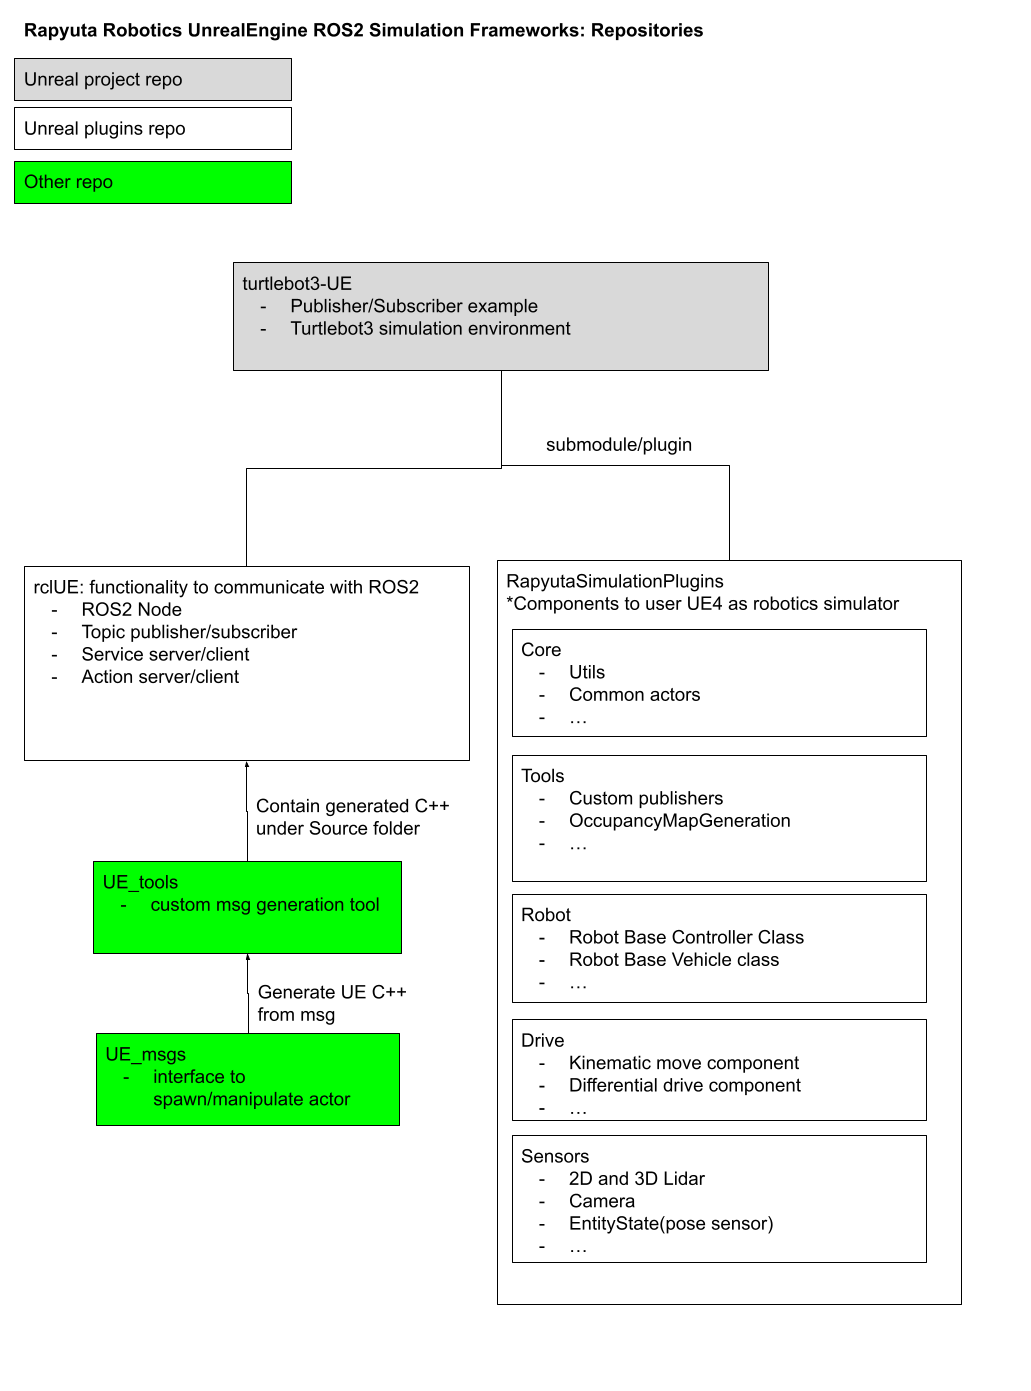 Rapyuta Robotics UnrealEngine ROS2 Simulation Frameworks: Repositories
Unreal project repo
Unreal plugins repo
Other repo
turtlebot3-UE
- Publisher/Subscriber example
- Turtlebot3 simulation environment
submodule/plugin
rclUE: functionality to communicate with ROS2
- ROS2 Node
- Topic publisher/subscriber
- Service server/client
- Action server/client
Contain generated C++
under Source folder
UE_tools
- custom msg generation tool
Generate UE C++
from msg
UE_msgs
- interface to
spawn/manipulate actor
RapyutaSimulationPlugins
*Components to user UE4 as robotics simulator
Core
- Utils
- Common actors
- …
Tools
- Custom publishers
- OccupancyMapGeneration
- …
Robot
- Robot Base Controller Class
- Robot Base Vehicle class
- …
Drive
- Kinematic move component
- Differential drive component
- …
Sensors
- 2D and 3D Lidar
- Camera
- EntityState(pose sensor)
- …